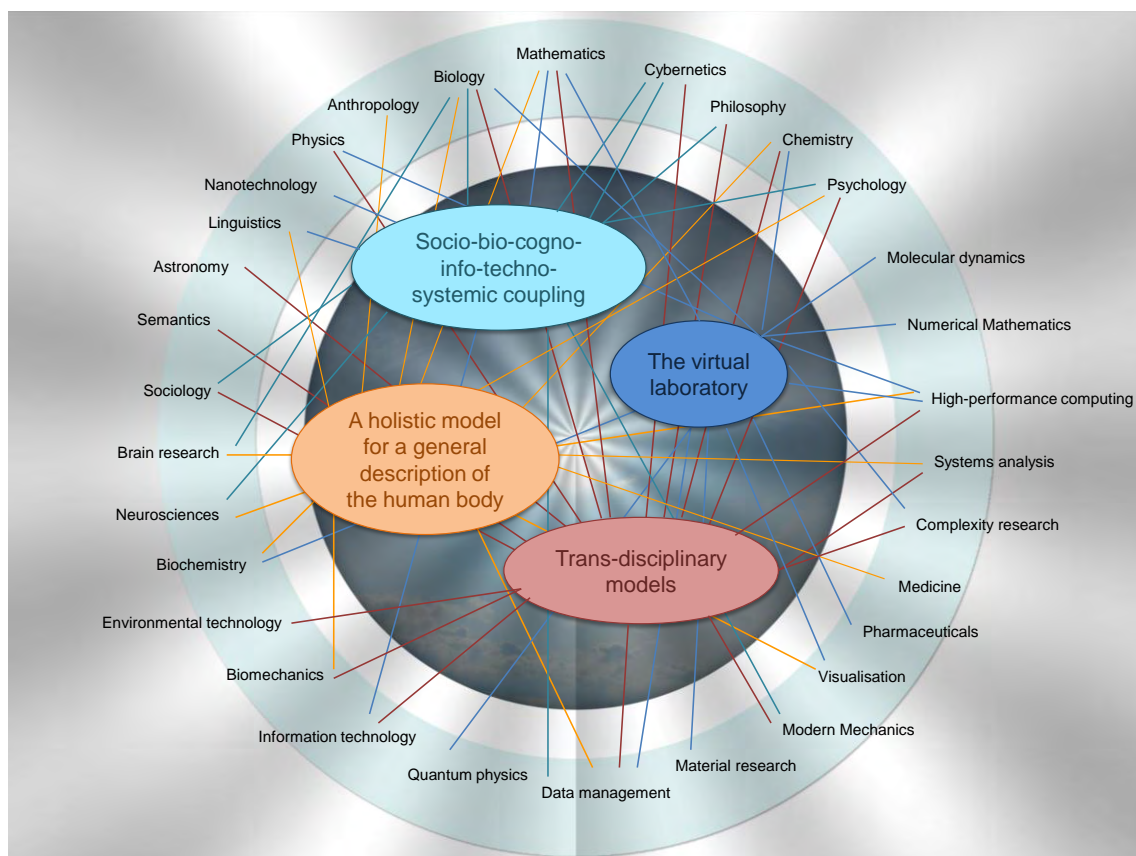 Mathematics
Biology
Cybernetics
Anthropology
Philosophy
Physics
Chemistry
Nanotechnology
Psychology
Linguistics
Socio-bio-cogno-
info-techno-
systemic coupling
Astronomy
Molecular dynamics
Semantics
Numerical Mathematics
The virtual
laboratory
Sociology
High-performance computing
A holistic model
for a general
description of
the human body
Brain research
Systems analysis
Neurosciences
Complexity research
Biochemistry
Trans-disciplinary
models
Medicine
Environmental technology
Pharmaceuticals
Biomechanics
Visualisation
Information technology
Modern Mechanics
Quantum physics
Material research
Data management